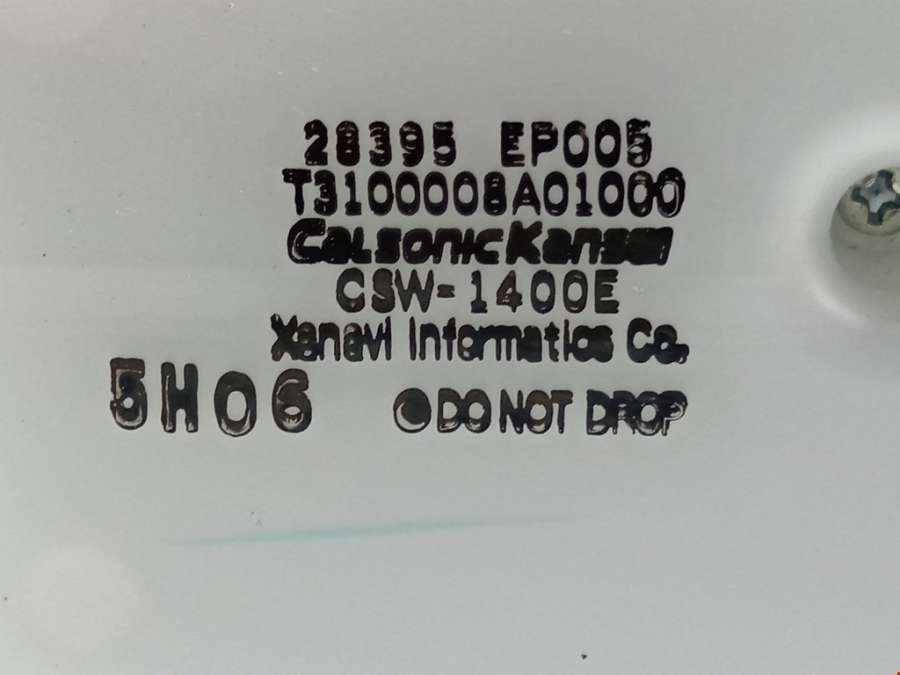 28395 EP005
T3100008A01000
CalsonicKansei
CSW-1400E
Xanavi Informatics Co.
5H06 ●DO NOT DROP